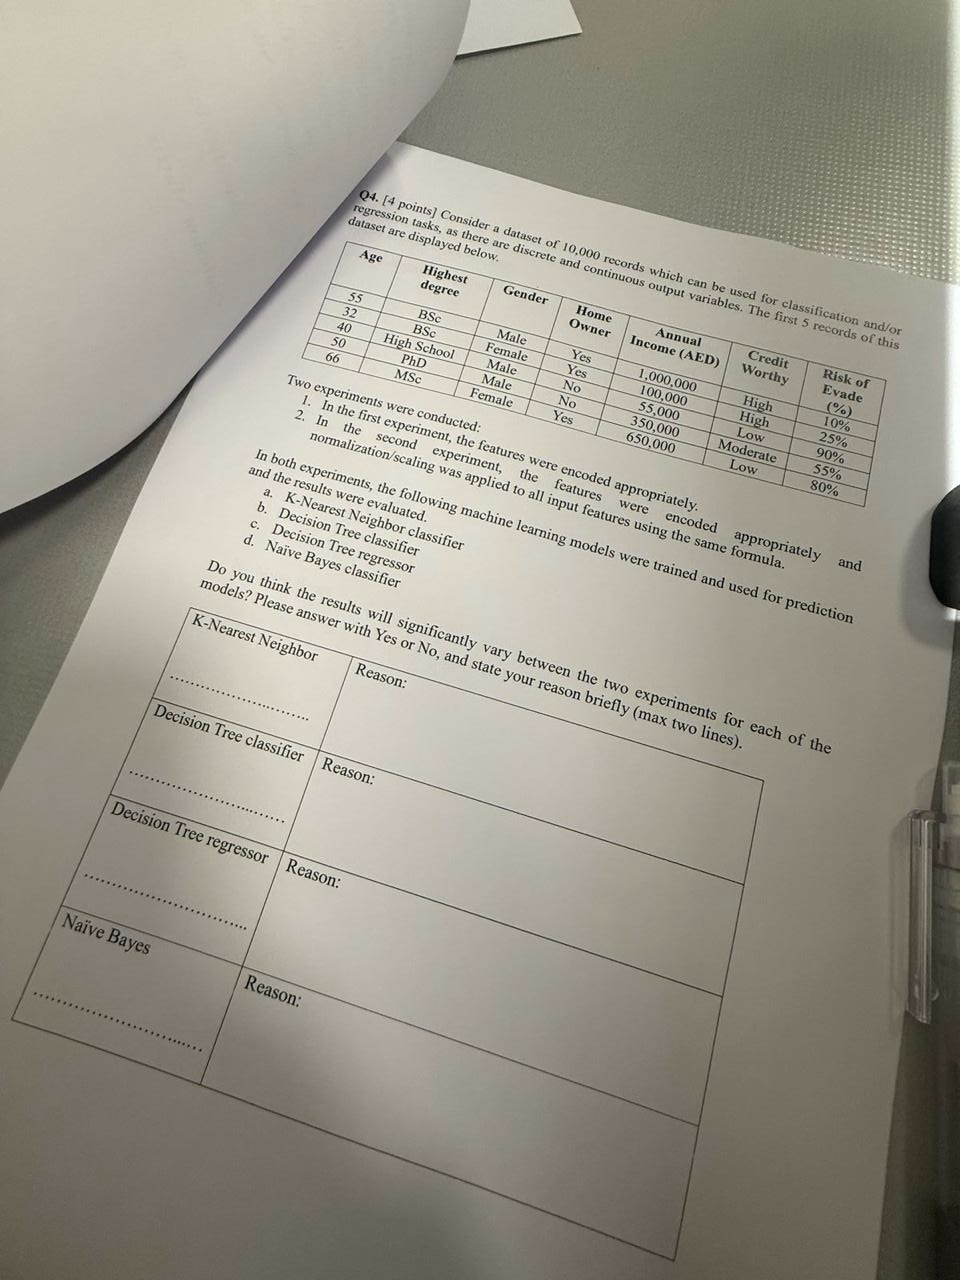 Q4. [4 points] Consider a dataset of 10,000 records which can be used for classification and/or
regression tasks, as there are discrete and continuous output variables. The first 5 records of this
dataset are displayed below.
Age Highest degree Gender Home Owner Annual Income (AED) Credit Worthy Risk of Evade (%)
55 BSc Male Yes 1,000,000 High 10%
32 BSc Female Yes 100,000 High 25%
40 High School Male No 55,000 Low 90%
50 PhD Male No 350,000 Moderate 55%
66 MSc Female Yes 650,000 Low 80%
Two experiments were conducted:
1. In the first experiment, the features were encoded appropriately.
2. In the second experiment, the features were encoded appropriately and
normalization/scaling was applied to all input features using the same formula.
In both experiments, the following machine learning models were trained and used for prediction
and the results were evaluated.
a. K-Nearest Neighbor classifier
b. Decision Tree classifier
c. Decision Tree regressor
d. Naïve Bayes classifier
Do you think the results will significantly vary between the two experiments for each of the
models? Please answer with Yes or No, and state your reason briefly (max two lines).
K-Nearest Neighbor Reason:
Decision Tree classifier Reason:
Decision Tree regressor Reason:
Naïve Bayes Reason: